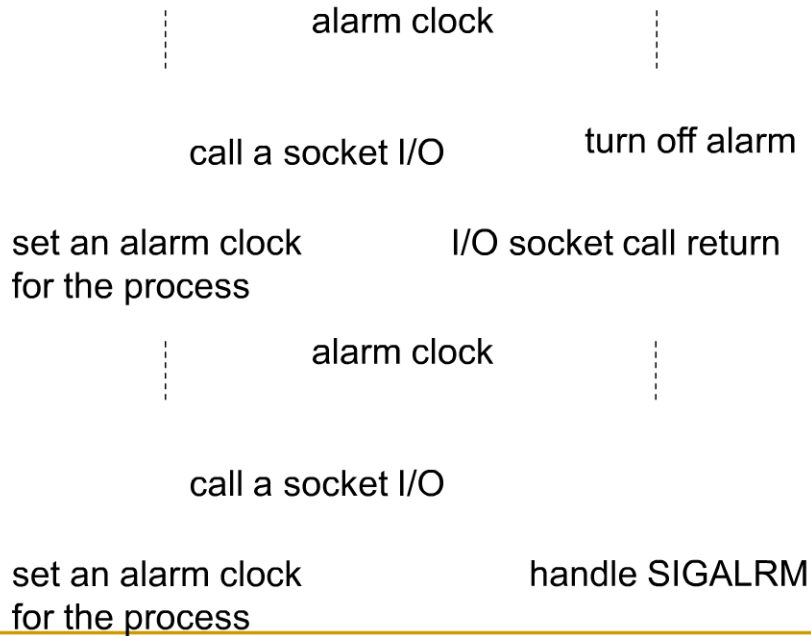 alarm clock
turn off alarm
call a socket I/O
set an alarm clock
for the process
I/O socket call return
alarm clock
call a socket I/O
set an alarm clock
for the process
handle SIGALRM